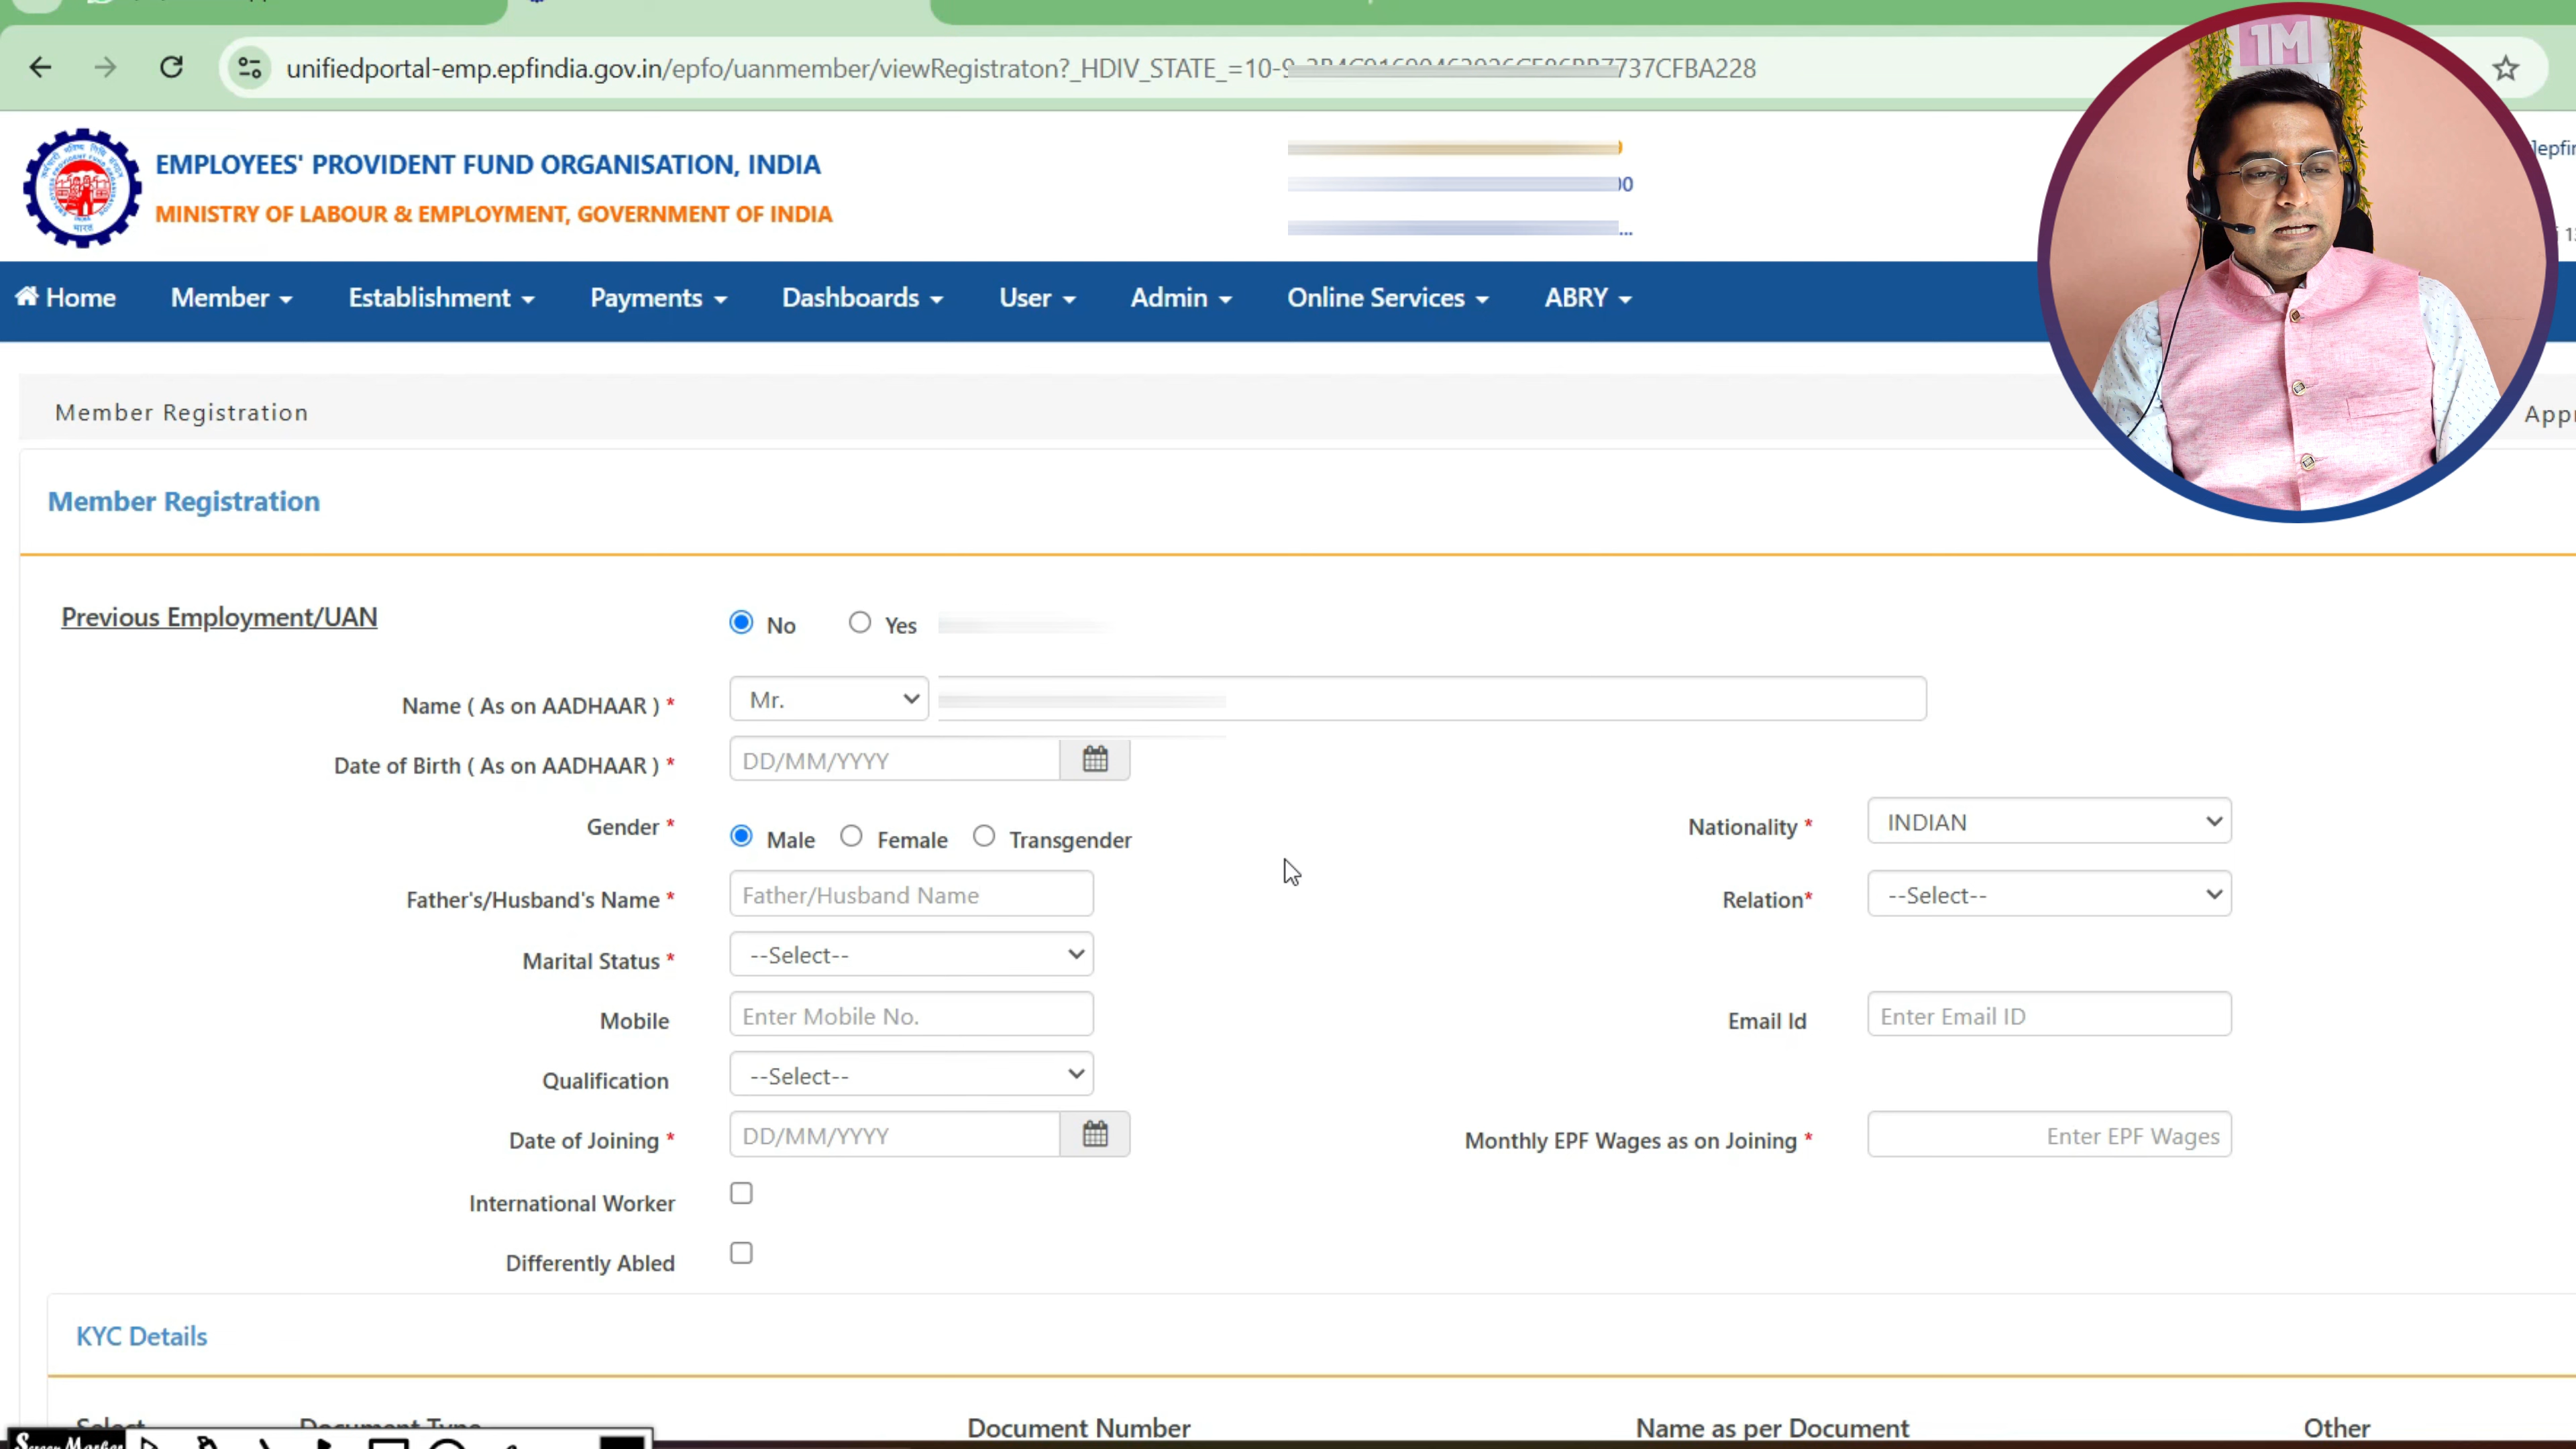 unifiedportal-emp.epfindia.gov.in/epfo/uanmember/viewRegistraton?_HDIV_STATE_=10-9 737CFBA228
1M
EMPLOYEES' PROVIDENT FUND ORGANISATION, INDIA
MINISTRY OF LABOUR & EMPLOYMENT, GOVERNMENT OF INDIA
...
Home Member Establishment Payments Dashboards User Admin Online Services ABRY
Member Registration
Member Registration
Previous Employment/UAN No Yes
Name ( As on AADHAAR ) * Mr.
Date of Birth ( As on AADHAAR ) * DD/MM/YYYY
Gender * Male Female Transgender Nationality * INDIAN
Father's/Husband's Name * Father/Husband Name Relation* --Select--
Marital Status * --Select--
Mobile Enter Mobile No. Email Id Enter Email ID
Qualification --Select--
Date of Joining * DD/MM/YYYY Monthly EPF Wages as on Joining * Enter EPF Wages
International Worker
Differently Abled
KYC Details
Select Document Type Document Number Name as per Document Other